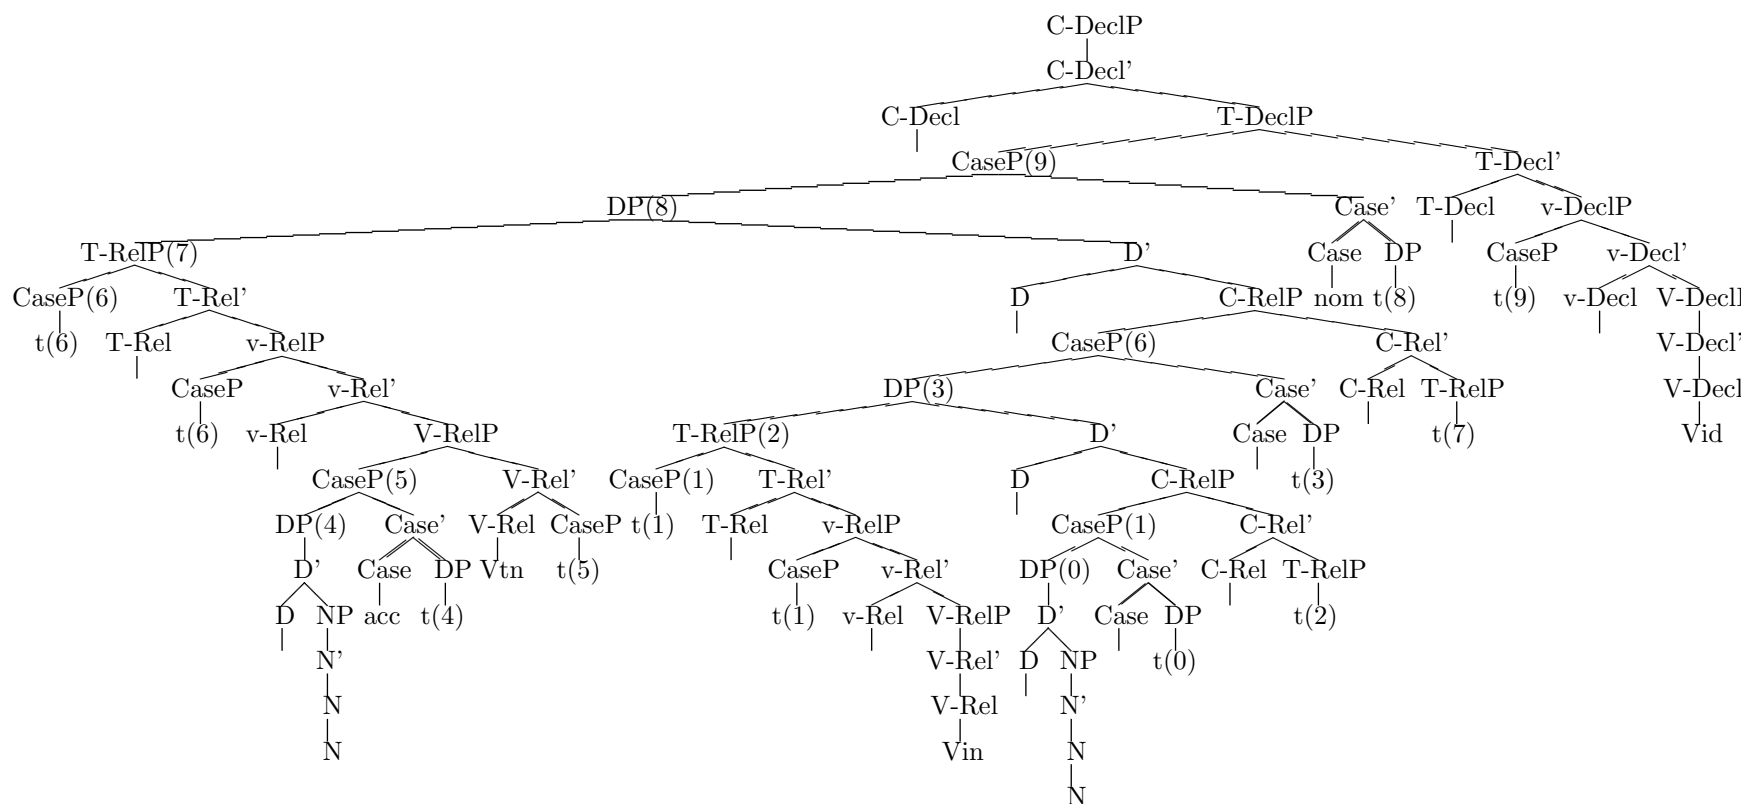 C-DeclP
C-Decl’
C-Decl T-DeclP
CaseP(9) T-Decl’
DP(8) Case’ T-Decl v-DeclP
T-RelP(7) D’ Case DP CaseP v-Decl’
CaseP(6) T-Rel’ D C-RelP nom t(8) t(9) v-Decl V-Decl
t(6) T-Rel v-RelP CaseP(6) C-Rel’ V-Decl’
CaseP v-Rel’ DP(3) Case’ C-Rel T-RelP V-Decl
t(6) v-Rel V-RelP T-RelP(2) D’ Case DP t(7) Vid
CaseP(5) V-Rel’ CaseP(1) T-Rel’ D C-RelP t(3)
DP(4) Case’ V-Rel CaseP t(1) T-Rel v-RelP CaseP(1) C-Rel’
D’ Case DP Vtn t(5) CaseP v-Rel’ DP(0) Case’ C-Rel T-RelP
D NP acc t(4) t(1) v-Rel V-RelP D’ Case DP t(2)
N’ V-Rel’ D NP t(0)
N V-Rel N’
N Vin N
N